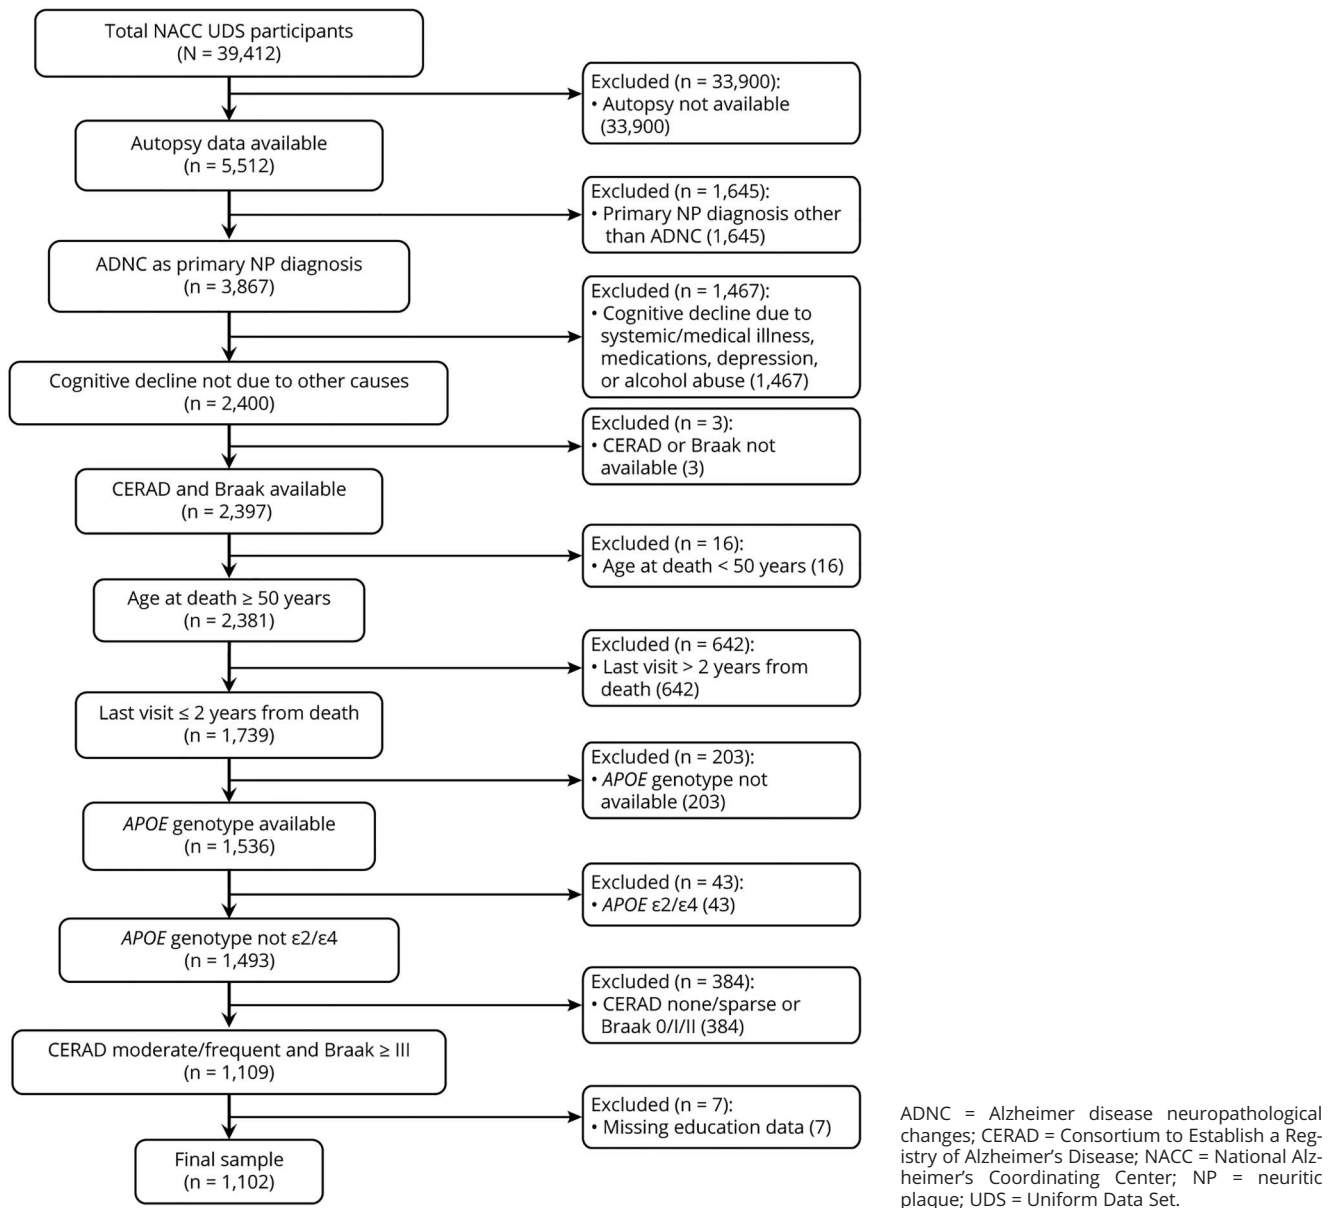 Total NACC UDS participants
(N = 39,412)
Excluded (n = 33,900):
• Autopsy not available
(33,900)
Autopsy data available
(n = 5,512)
Excluded (n = 1,645):
• Primary NP diagnosis other
than ADNC (1,645)
ADNC as primary NP diagnosis
(n = 3,867)
Excluded (n = 1,467):
• Cognitive decline due to
systemic/medical illness,
medications, depression,
or alcohol abuse (1,467)
Cognitive decline not due to other causes
(n = 2,400)
Excluded (n = 3):
• CERAD or Braak not
available (3)
CERAD and Braak available
(n = 2,397)
Excluded (n = 16):
• Age at death < 50 years (16)
Age at death ≥ 50 years
(n = 2,381)
Excluded (n = 642):
• Last visit > 2 years from
death (642)
Last visit ≤ 2 years from death
(n = 1,739)
Excluded (n = 203):
• APOE genotype not
available (203)
APOE genotype available
(n = 1,536)
Excluded (n = 43):
• APOE ε2/ε4 (43)
APOE genotype not ε2/ε4
(n = 1,493)
Excluded (n = 384):
• CERAD none/sparse or
Braak 0/I/II (384)
CERAD moderate/frequent and Braak ≥ III
(n = 1,109)
Excluded (n = 7):
• Missing education data (7)
Final sample
(n = 1,102)
ADNC = Alzheimer disease neuropathological
changes; CERAD = Consortium to Establish a Reg-
istry of Alzheimer's Disease; NACC = National Alz-
heimer's Coordinating Center; NP = neuritic
plaque; UDS = Uniform Data Set.